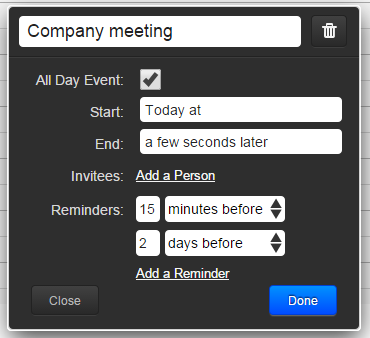 Company meeting
All Day Event:
Start: Today at
End: a few seconds later
Invitees: Add a Person
Reminders: 15 minutes before
2 days before
Add a Reminder
Close Done